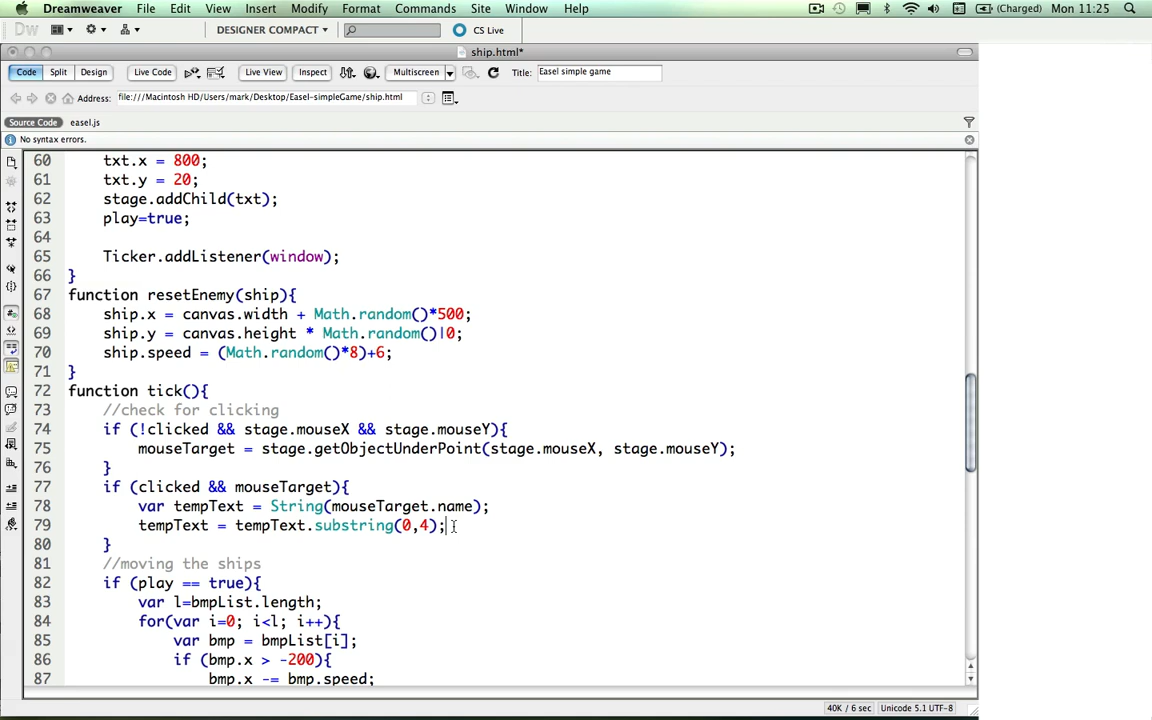 Dreamweaver File Edit View Insert Modify Format Commands Site Window Help (Charged) Mon 11:25
Dw DESIGNER COMPACT CS Live
ship.html*
Code Split Design Live Code Live View Inspect Multiscreen Title: Easel simple game
Address: file:///Macintosh HD/Users/mark/Desktop/Easel-simpleGame/ship.html
Source Code easel.js
No syntax errors.
60 txt.x = 800;
61 txt.y = 20;
62 stage.addChild(txt);
63 play=true;
64
65 Ticker.addListener(window);
66 }
67 function resetEnemy(ship){
68 ship.x = canvas.width + Math.random()*500;
69 ship.y = canvas.height * Math.random()|0;
70 ship.speed = (Math.random()*8)+6;
71 }
72 function tick(){
73 //check for clicking
74 if (!clicked && stage.mouseX && stage.mouseY){
75 mouseTarget = stage.getObjectUnderPoint(stage.mouseX, stage.mouseY);
76 }
77 if (clicked && mouseTarget){
78 var tempText = String(mouseTarget.name);
79 tempText = tempText.substring(0,4);
80 }
81 //moving the ships
82 if (play == true){
83 var l=bmpList.length;
84 for(var i=0; i<l; i++){
85 var bmp = bmpList[i];
86 if (bmp.x > -200){
87 bmp.x -= bmp.speed;
40K / 6 sec Unicode 5.1 UTF-8